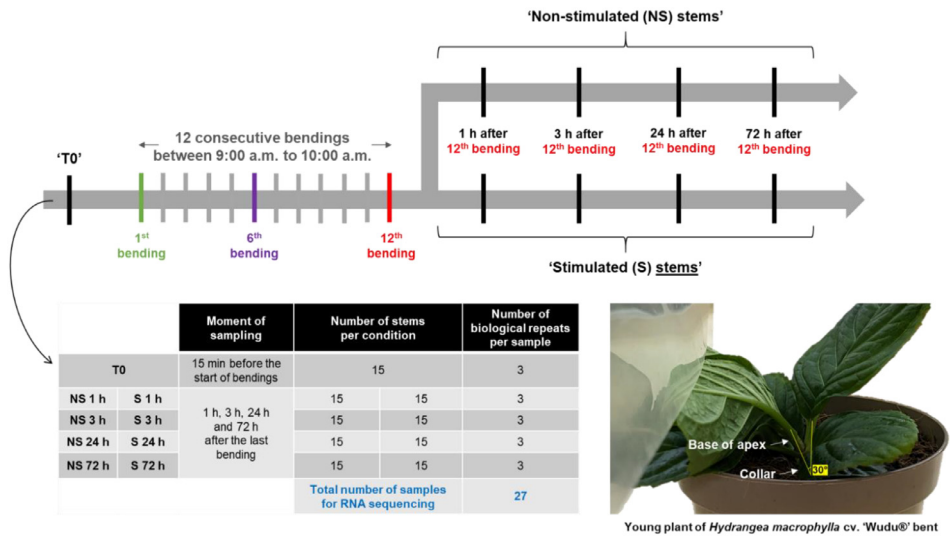 ‘Non-stimulated (NS) stems’
12 consecutive bendings
between 9:00 a.m. to 10:00 a.m.
‘T0’
1st
bending
6th
bending
12th
bending
1 h after
12th bending
3 h after
12th bending
24 h after
12th bending
72 h after
12th bending
‘Stimulated (S) stems’
Moment of
sampling
Number of stems
per condition
Number of
biological repeats
per sample
T0
15 min before the
start of bendings
15
3
NS 1 h S 1 h
15 15 3
NS 3 h S 3 h
15 15 3
NS 24 h S 24 h
15 15 3
NS 72 h S 72 h
15 15 3
1 h, 3 h, 24 h
and 72 h
after the last
bending
Total number of samples
for RNA sequencing
27
Base of apex
Collar
30°
Young plant of Hydrangea macrophylla cv. ‘Wudu®’ bent